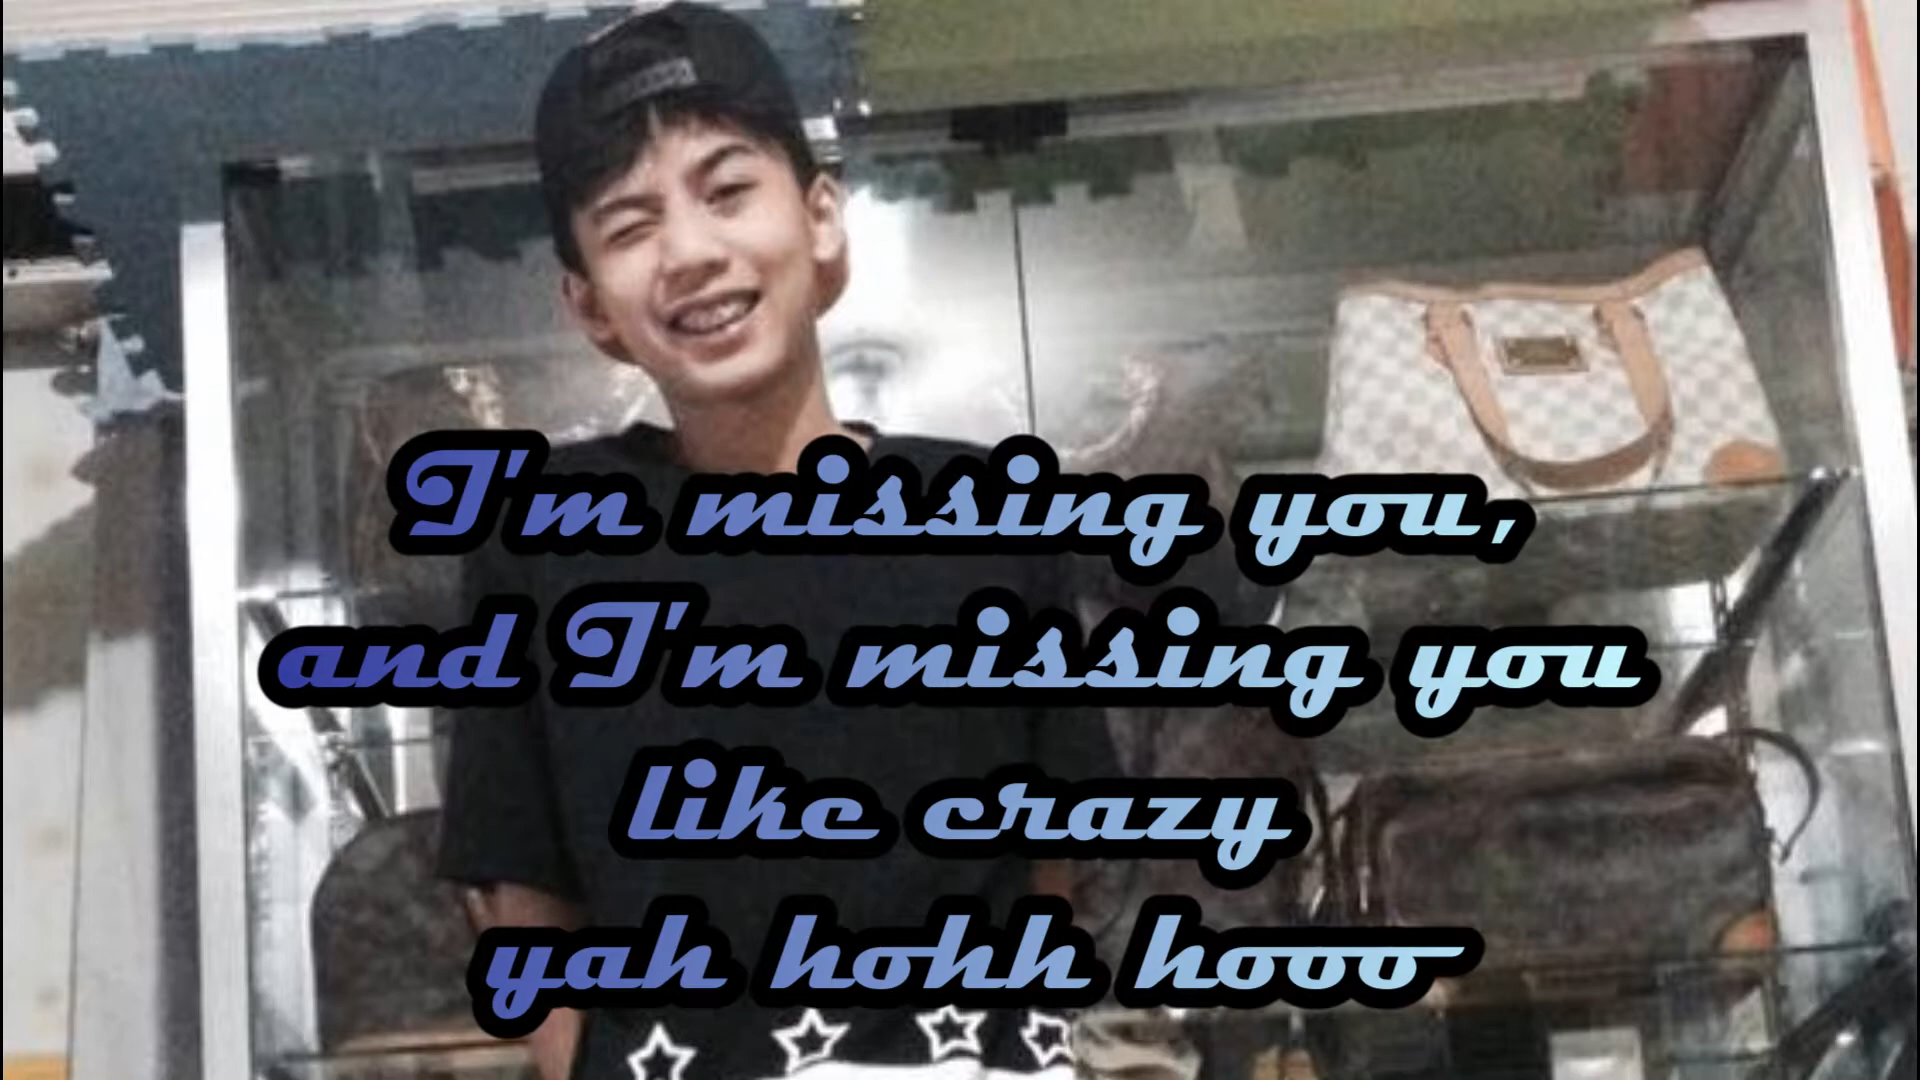 I'm missing you,
and I'm missing you
like crazy
yah hohh hooo